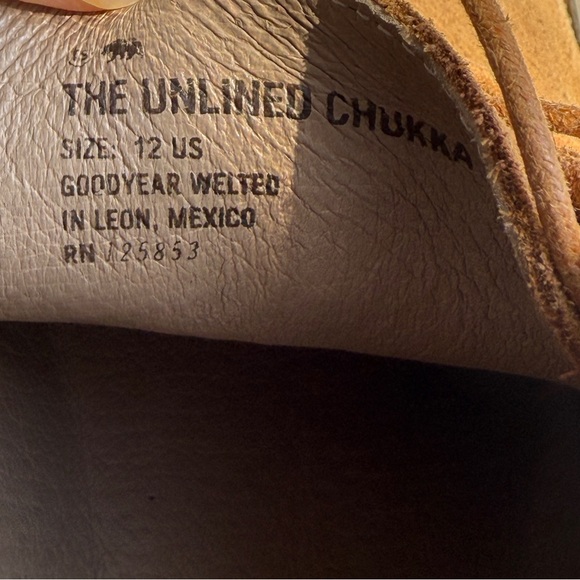 THE UNLINED CHUKKA
SIZE: 12 US
GOODYEAR WELTED
IN LEON, MEXICO
RN 125853